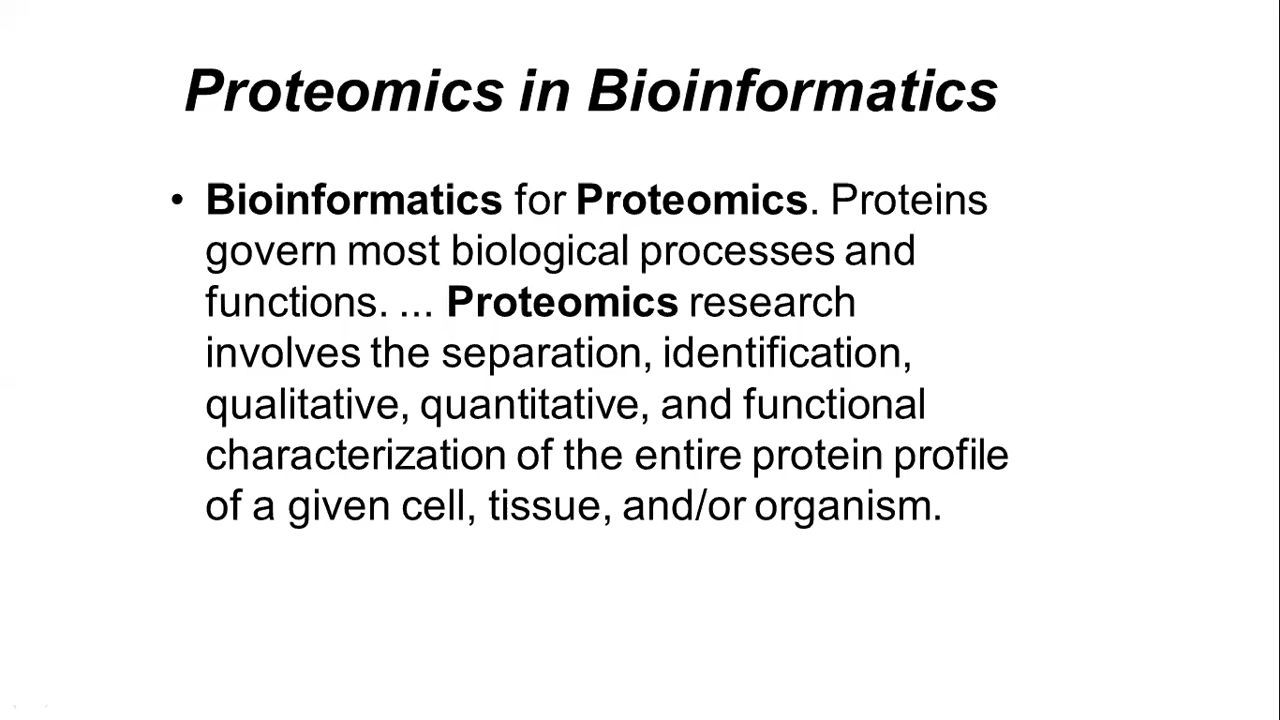 Proteomics in Bioinformatics
• Bioinformatics for Proteomics. Proteins
govern most biological processes and
functions. ... Proteomics research
involves the separation, identification,
qualitative, quantitative, and functional
characterization of the entire protein profile
of a given cell, tissue, and/or organism.